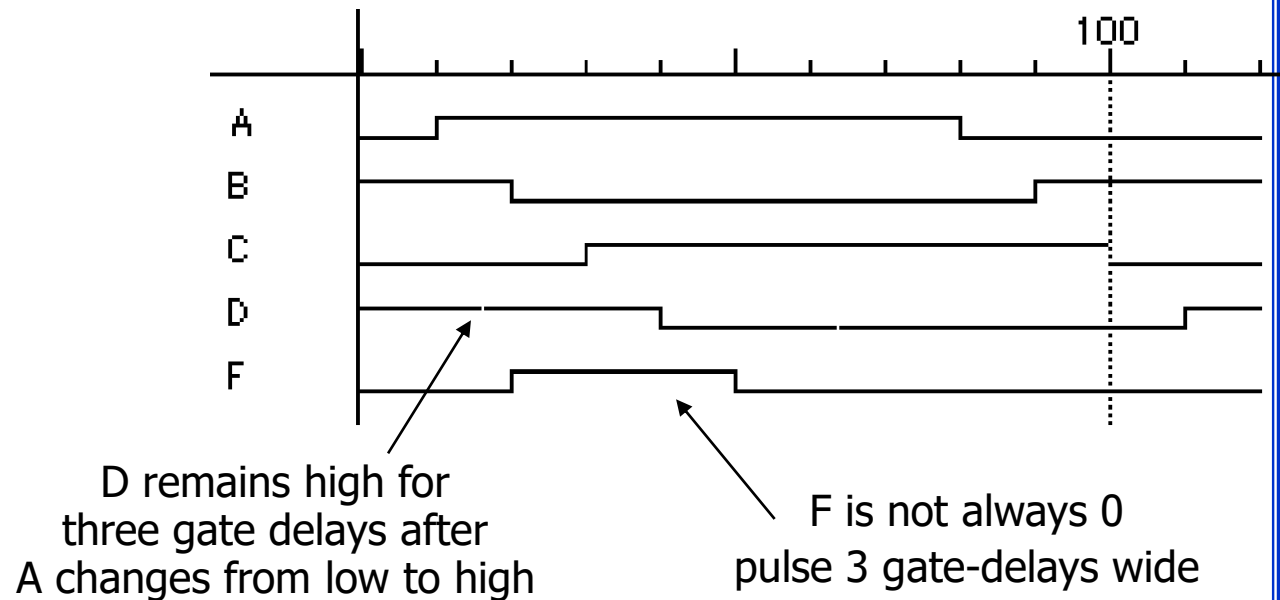 100
A
B
C
D
F
D remains high for
three gate delays after
A changes from low to high
F is not always 0
pulse 3 gate-delays wide